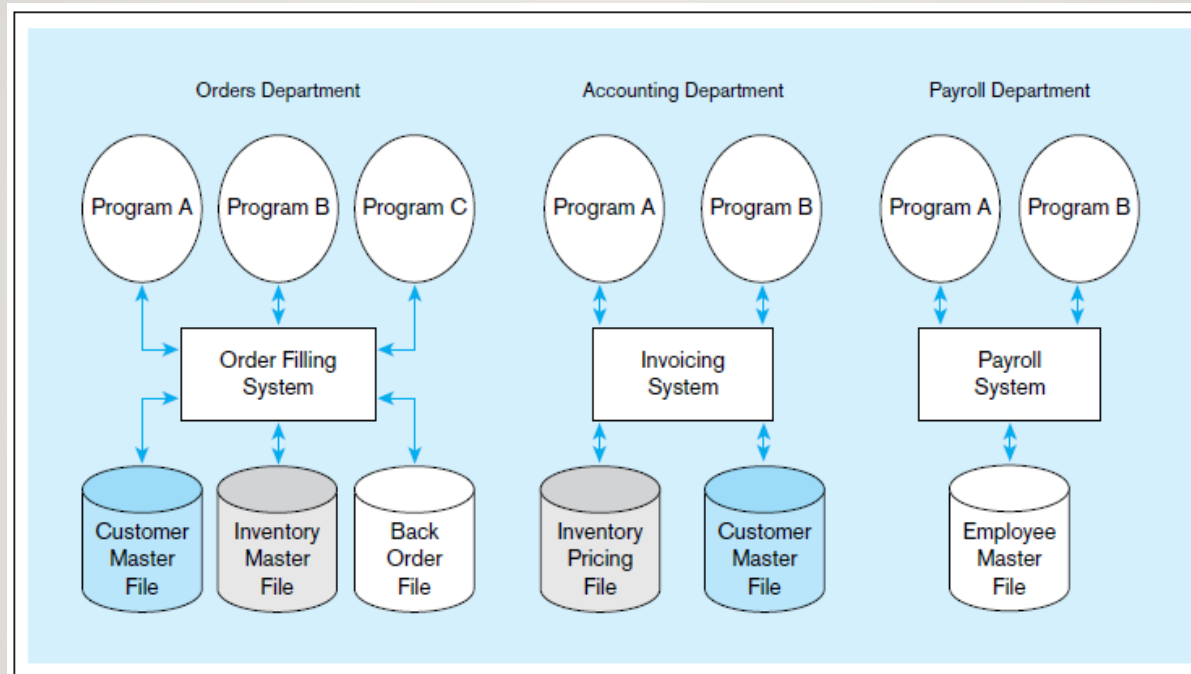 Orders Department
Accounting Department
Payroll Department
Program A
Program B
Program C
Program A
Program B
Program A
Program B
Order Filling
System
Invoicing
System
Payroll
System
Customer
Master
File
Inventory
Master
File
Back
Order
File
Inventory
Pricing
File
Customer
Master
File
Employee
Master
File